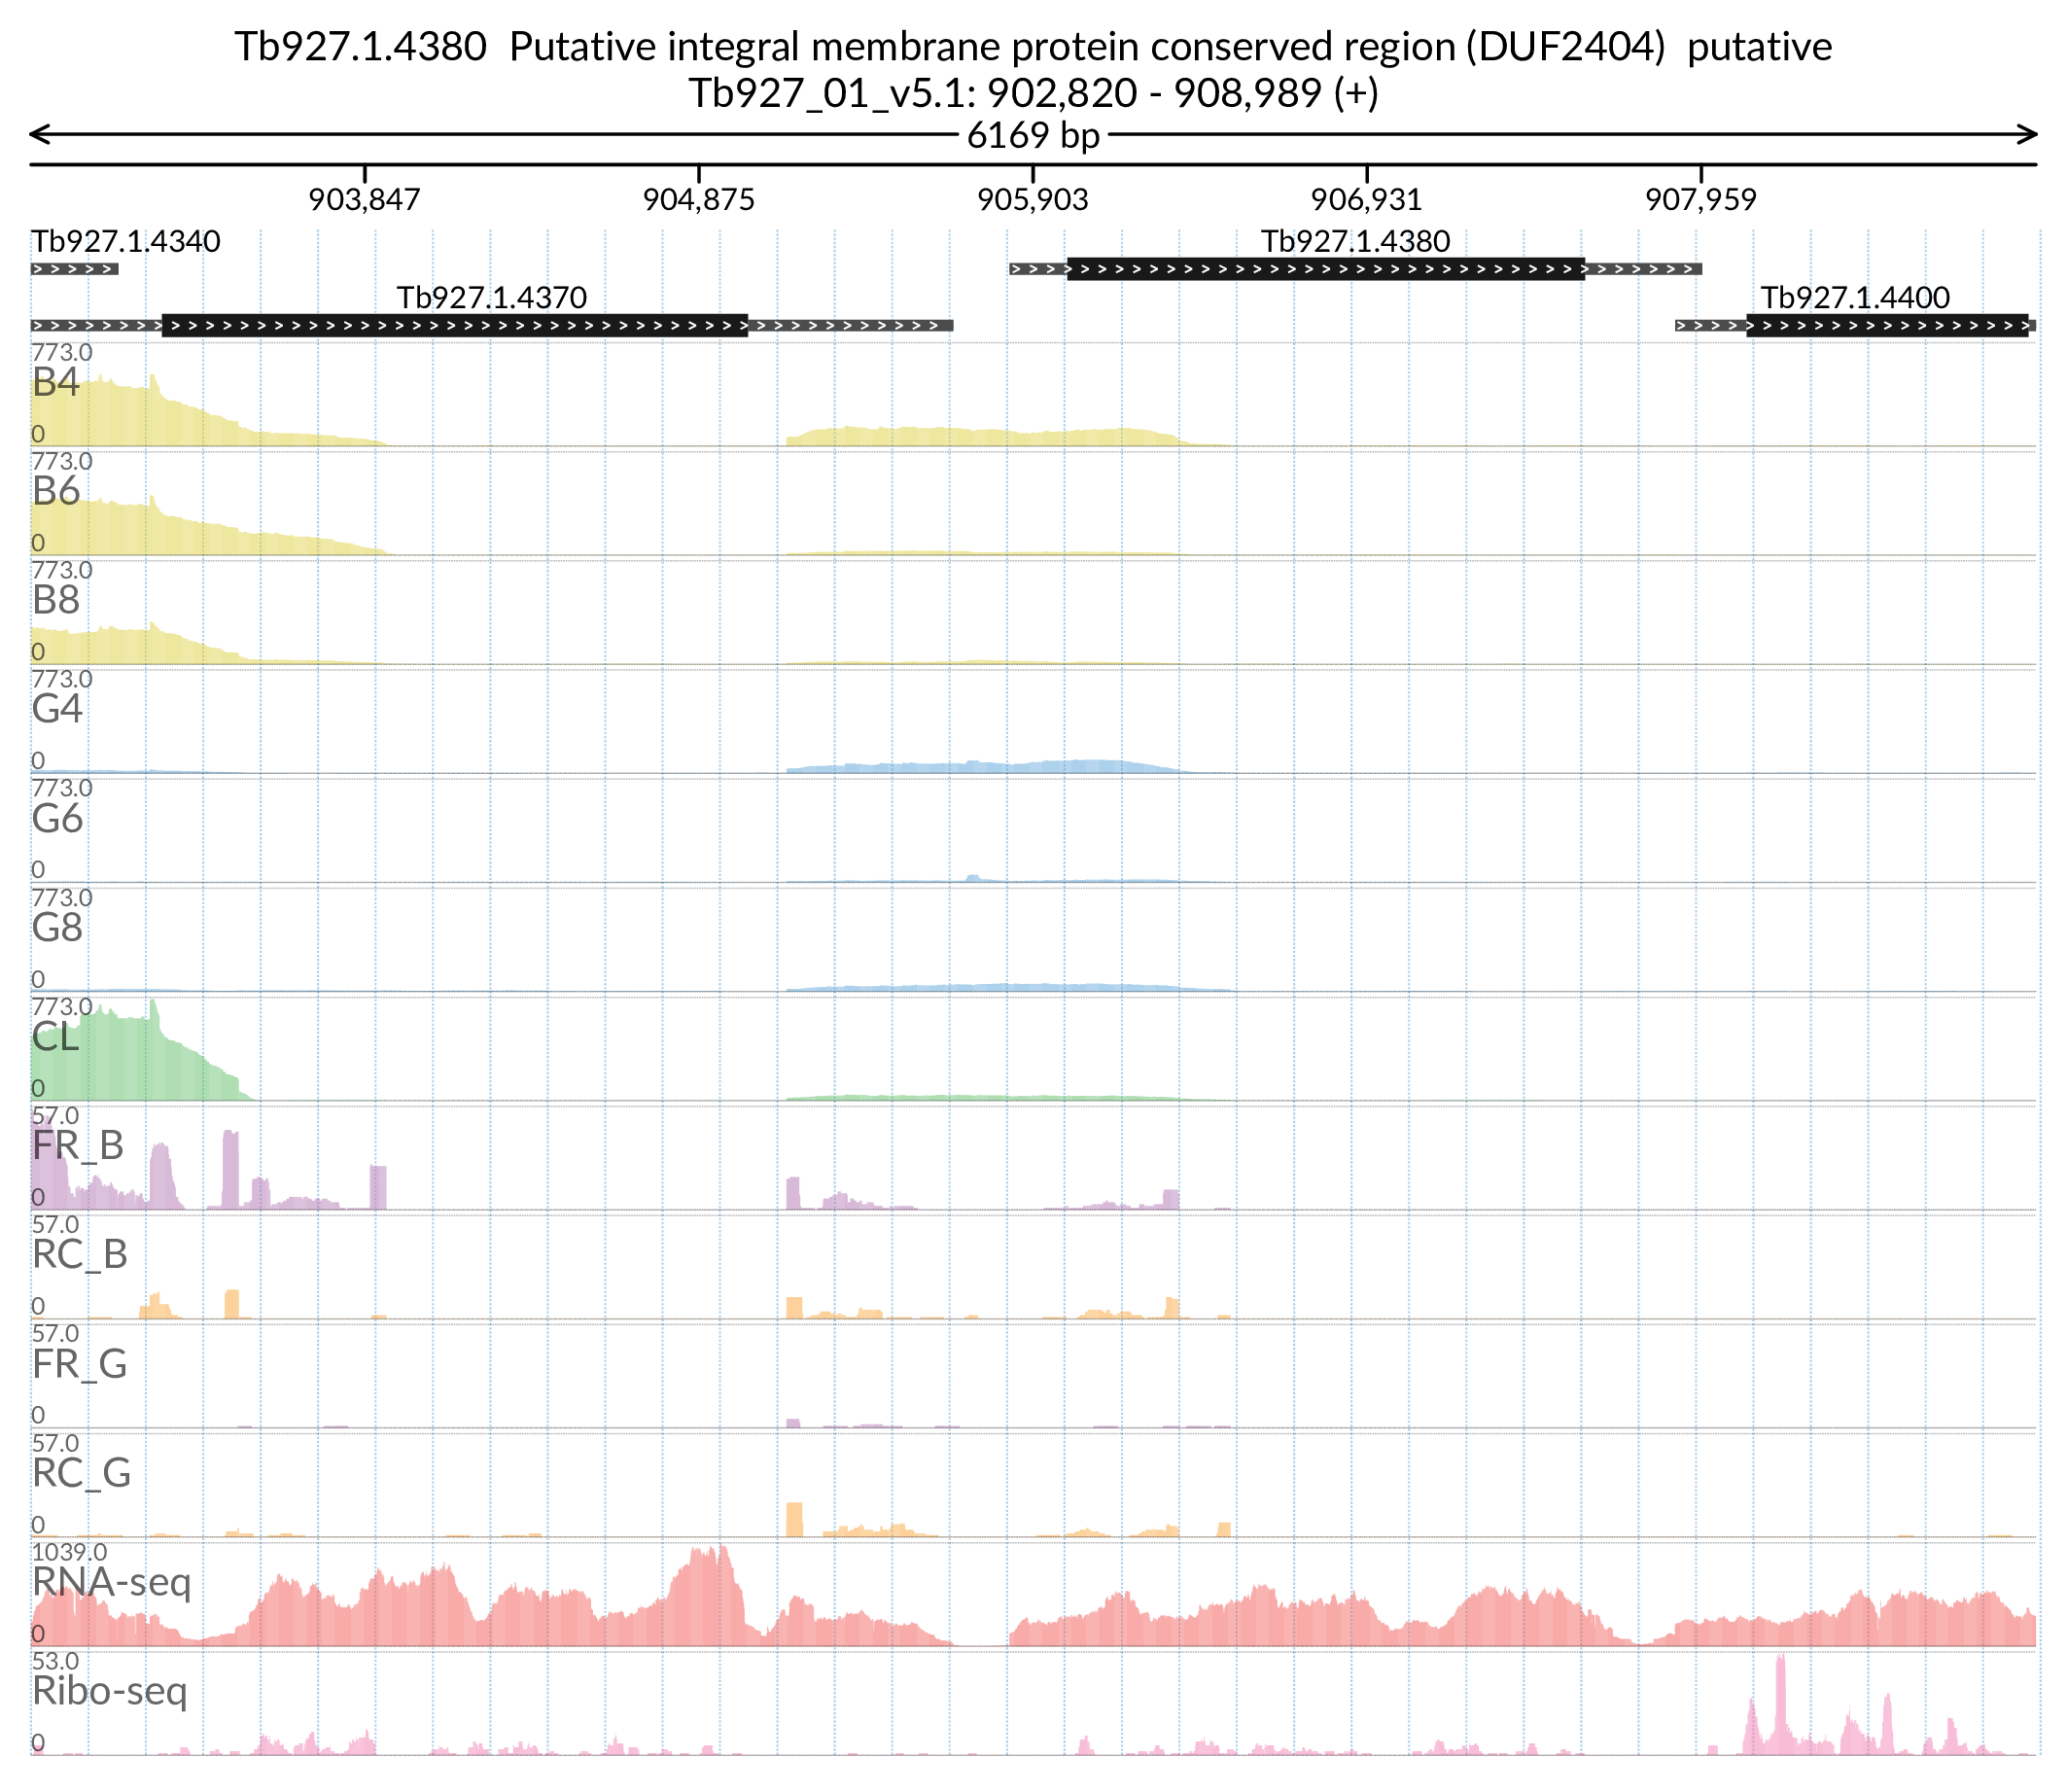 Tb927.1.4380  Putative integral membrane protein conserved region (DUF2404)  putative
Tb927_01_v5.1: 902,820 - 908,989 (+)
6169 bp
903,847 904,875 905,903 906,931 907,959
Tb927.1.4340 Tb927.1.4380
Tb927.1.4370 Tb927.1.4400
773.0
B4
0
773.0
B6
0
773.0
B8
0
773.0
G4
0
773.0
G6
0
773.0
G8
0
773.0
CL
0
57.0
FR_B
0
57.0
RC_B
0
57.0
FR_G
0
57.0
RC_G
0
1039.0
RNA-seq
0
53.0
Ribo-seq
0